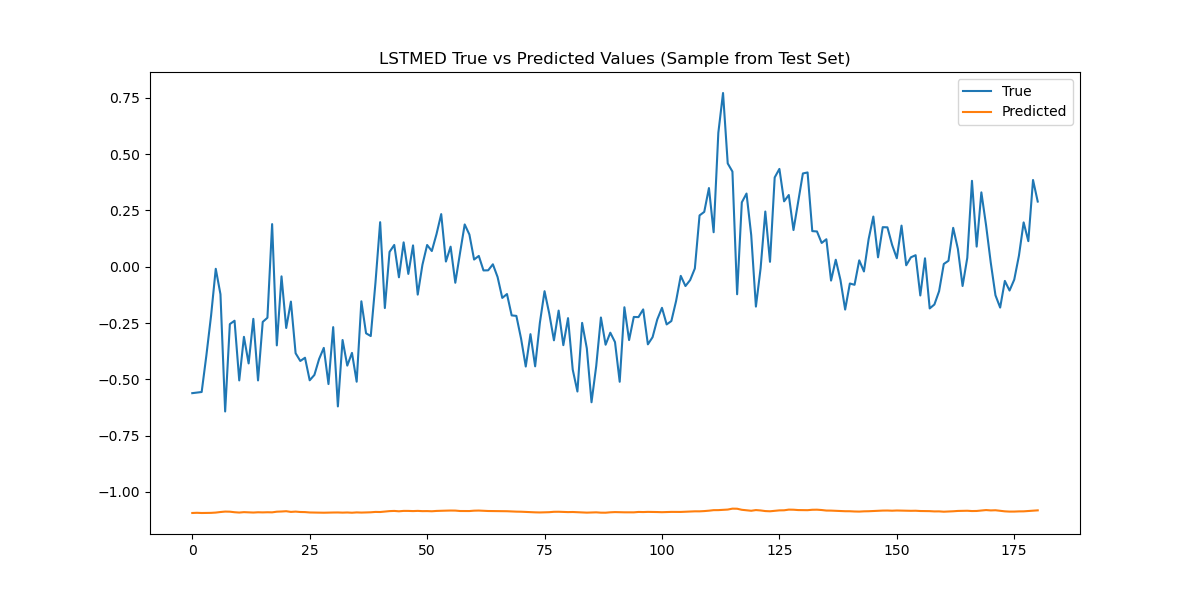 LSTMED True vs Predicted Values (Sample from Test Set)
True
Predicted
0.75
0.50
0.25
0.00
−0.25
−0.50
−0.75
−1.00
0 25 50 75 100 125 150 175